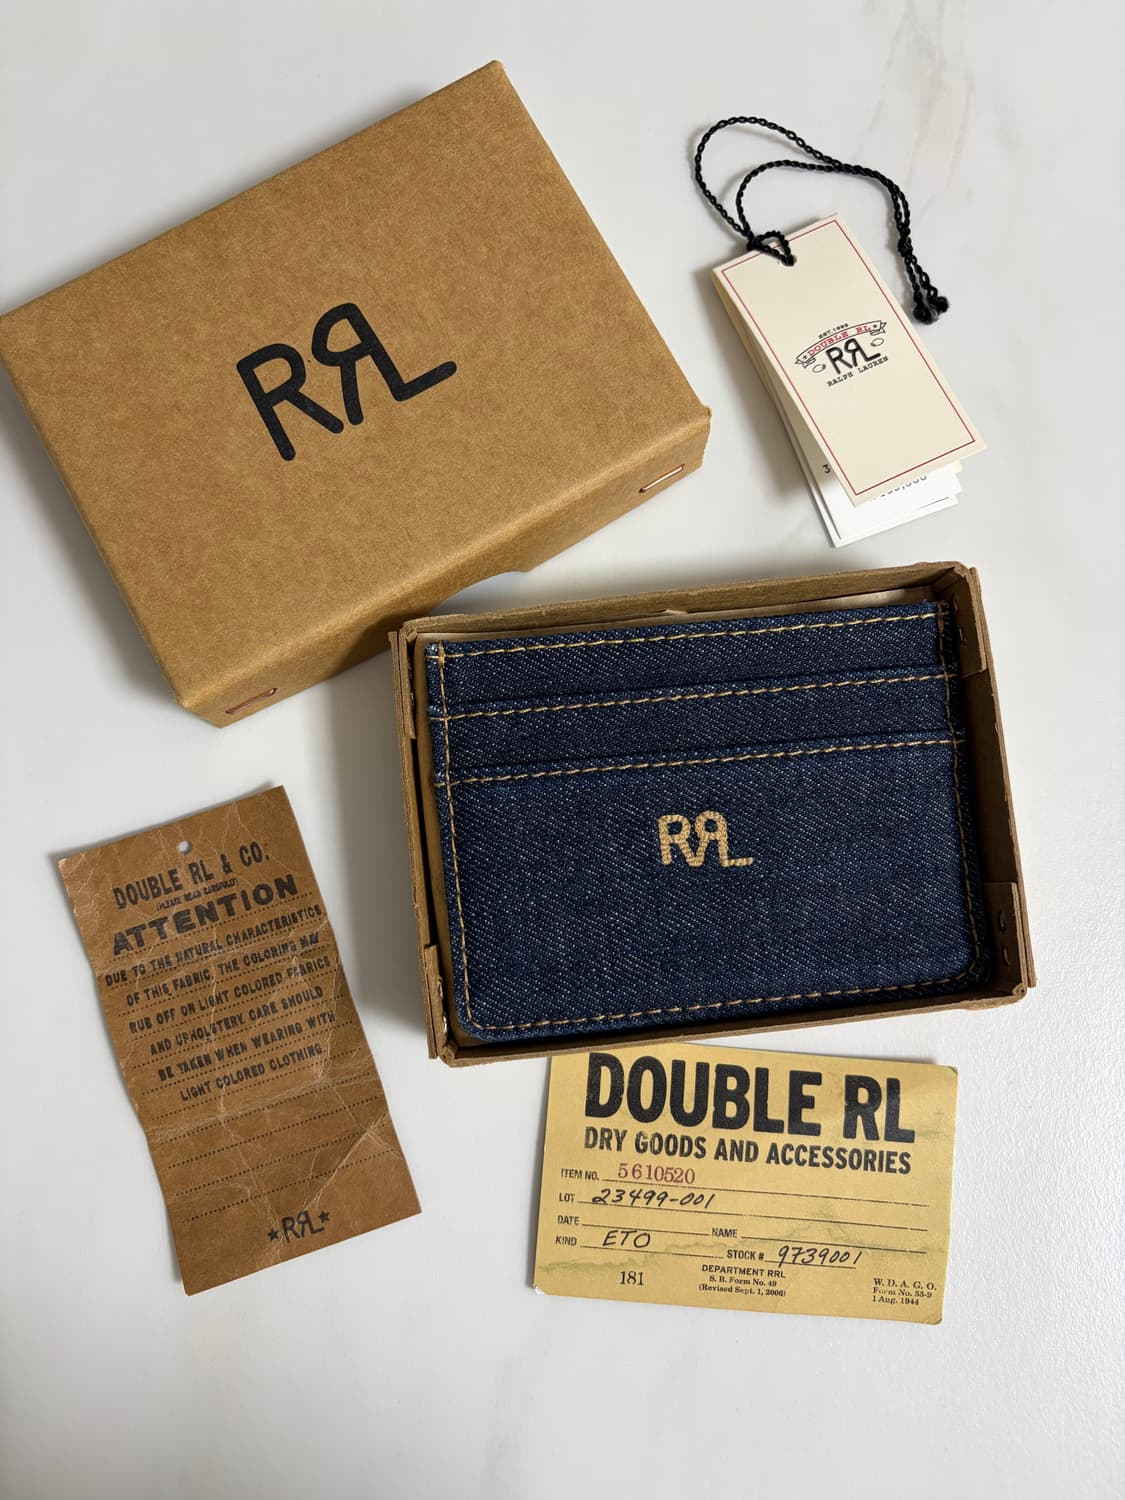 RRL
EST. 1993
DOUBLE RL
RRL
RALPH LAUREN
3
RRL
DOUBLE RL & CO.
(PLEASE READ CAREFULLY)
ATTENTION
DUE TO THE NATURAL CHARACTERISTICS
OF THIS FABRIC, THE COLORING MAY
RUB OFF ON LIGHT COLORED FABRICS
AND UPHOLSTERY. CARE SHOULD
BE TAKEN WHEN WEARING WITH
LIGHT COLORED CLOTHING
RRL
DOUBLE RL
DRY GOODS AND ACCESSORIES
ITEM NO. 5610520
LOT 23499-001
DATE NAME
KIND ETO STOCK # 9739001
181
DEPARTMENT RRL
S. B. Form No. 49
(Revised Sept. 1, 2006)
W. D. A. G. O.
Form No. 55-9
1 Aug. 1944